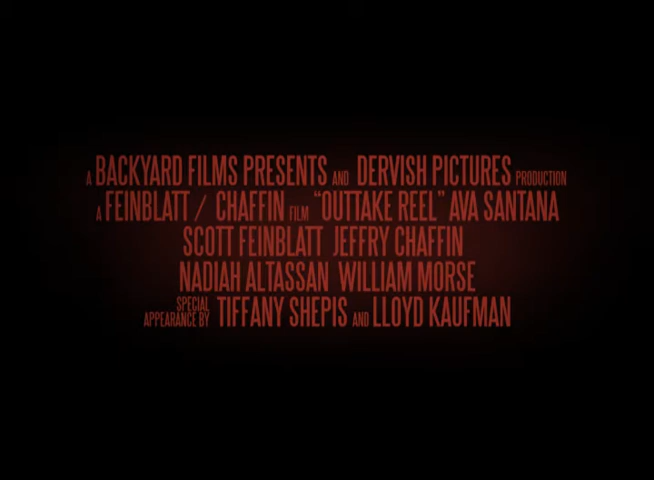 A BACKYARD FILMS PRESENTS AND DERVISH PICTURES PRODUCTION
A FEINBLATT / CHAFFIN FILM "OUTTAKE REEL" AVA SANTANA
SCOTT FEINBLATT JEFFRY CHAFFIN
NADIAH ALTASSAN WILLIAM MORSE
SPECIAL APPEARANCE BY TIFFANY SHEPIS AND LLOYD KAUFMAN